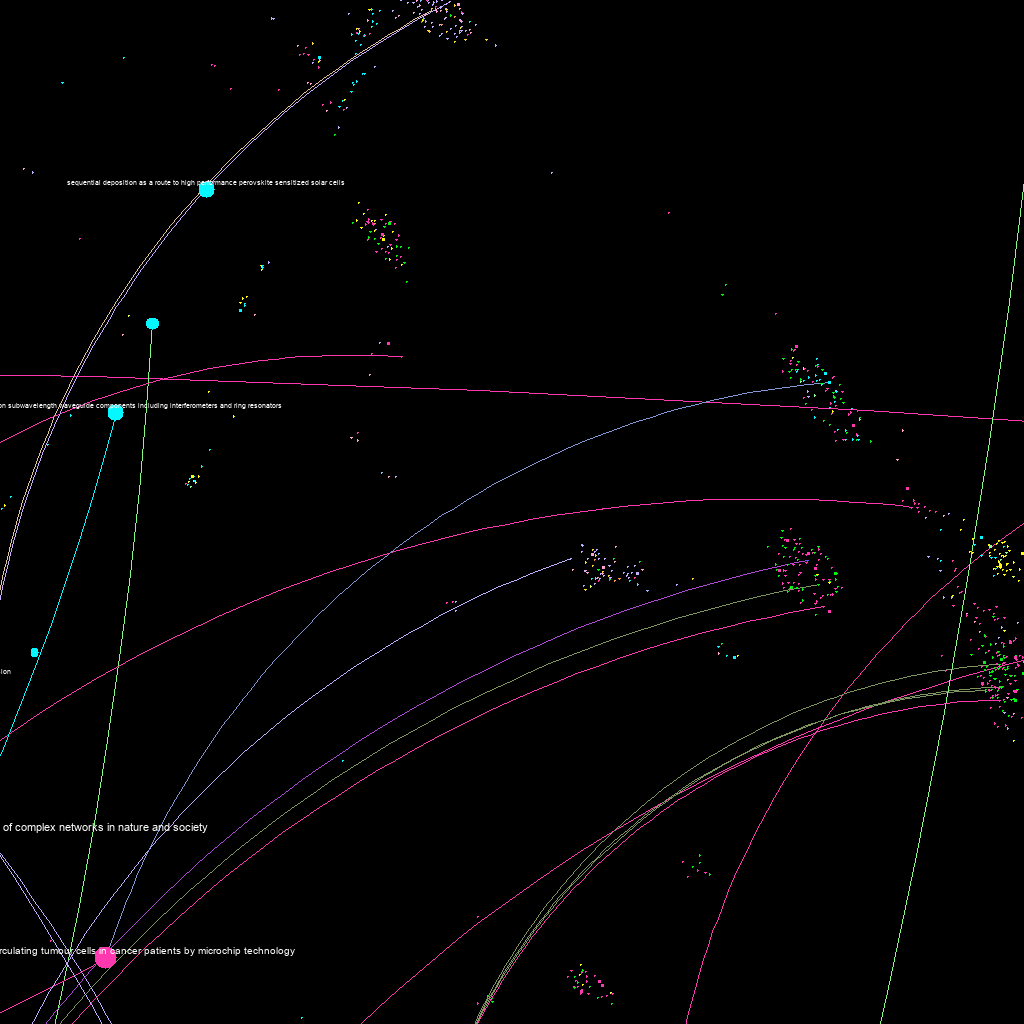 sequential deposition as a route to high performance perovskite sensitized solar cells
on subwavelength waveguide components including interferometers and ring resonators
ion
of complex networks in nature and society
rculating tumour cells in cancer patients by microchip technology